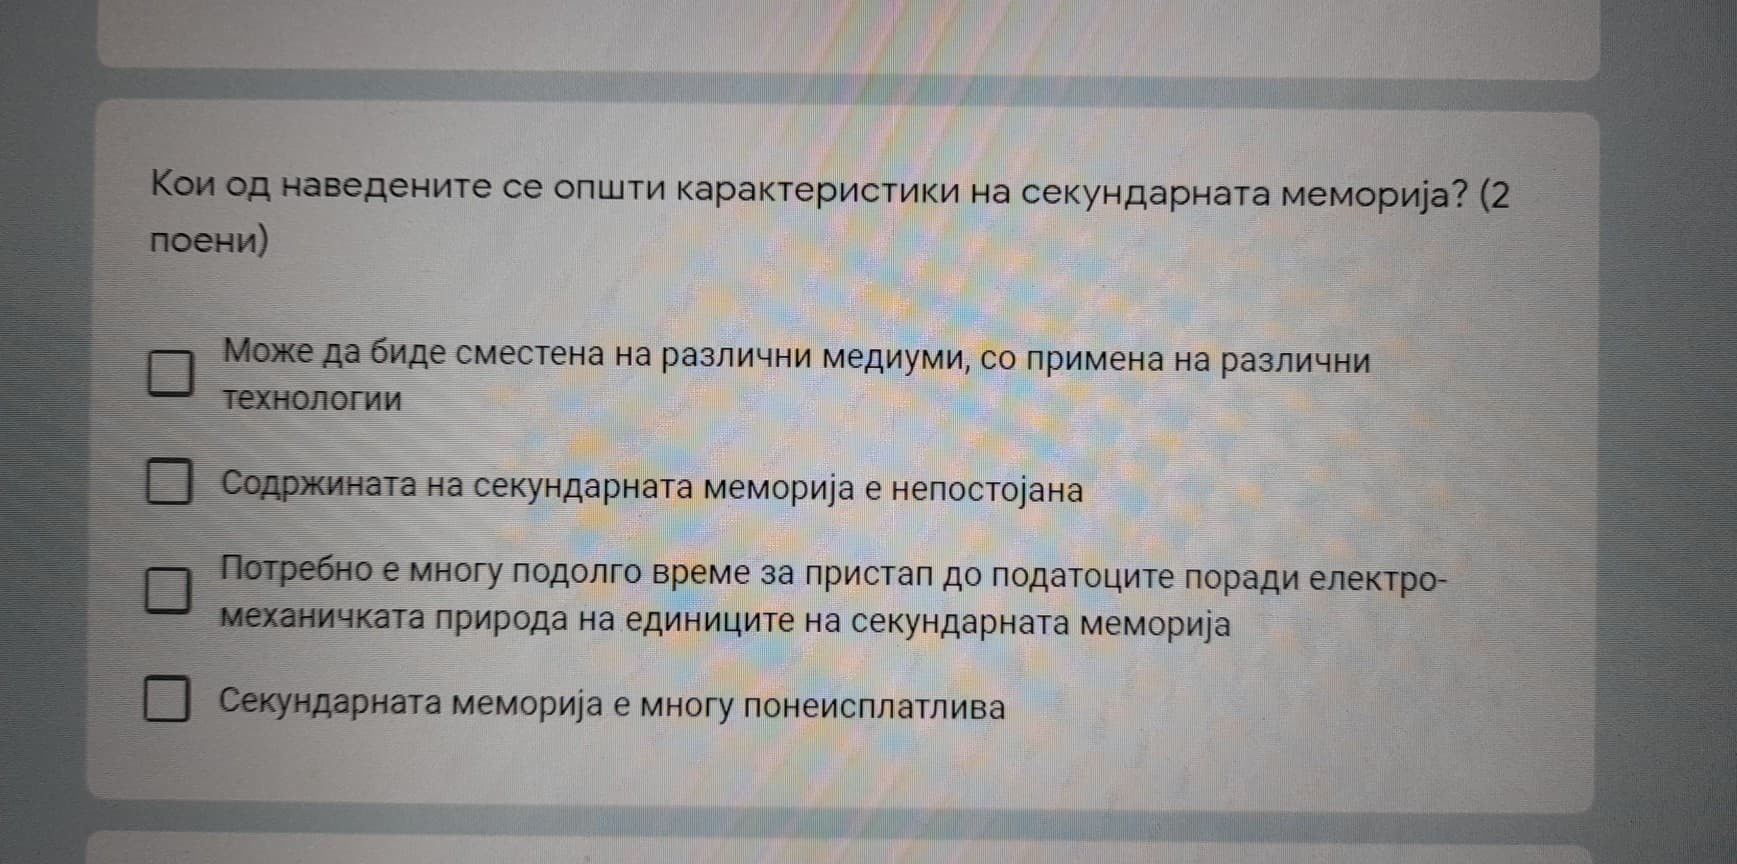 Кои од наведените се општи карактеристики на секундарната меморија? (2
поени)
Може да биде сместена на различни медиуми, со примена на различни
технологии
Содржината на секундарната меморија е непостојана
Потребно е многу подолго време за пристап до податоците поради електро-
механичката природа на единиците на секундарната меморија
Секундарната меморија е многу понеисплатлива